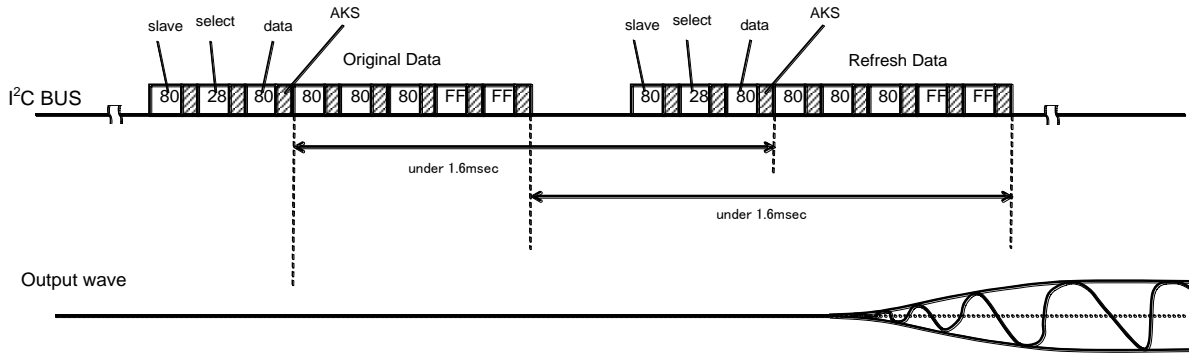 slave select data AKS slave select data AKS
Original Data Refresh Data
I²C BUS 80 28 80 80 80 80 FF FF 80 28 80 80 80 80 FF FF
under 1.6msec
under 1.6msec
Output wave